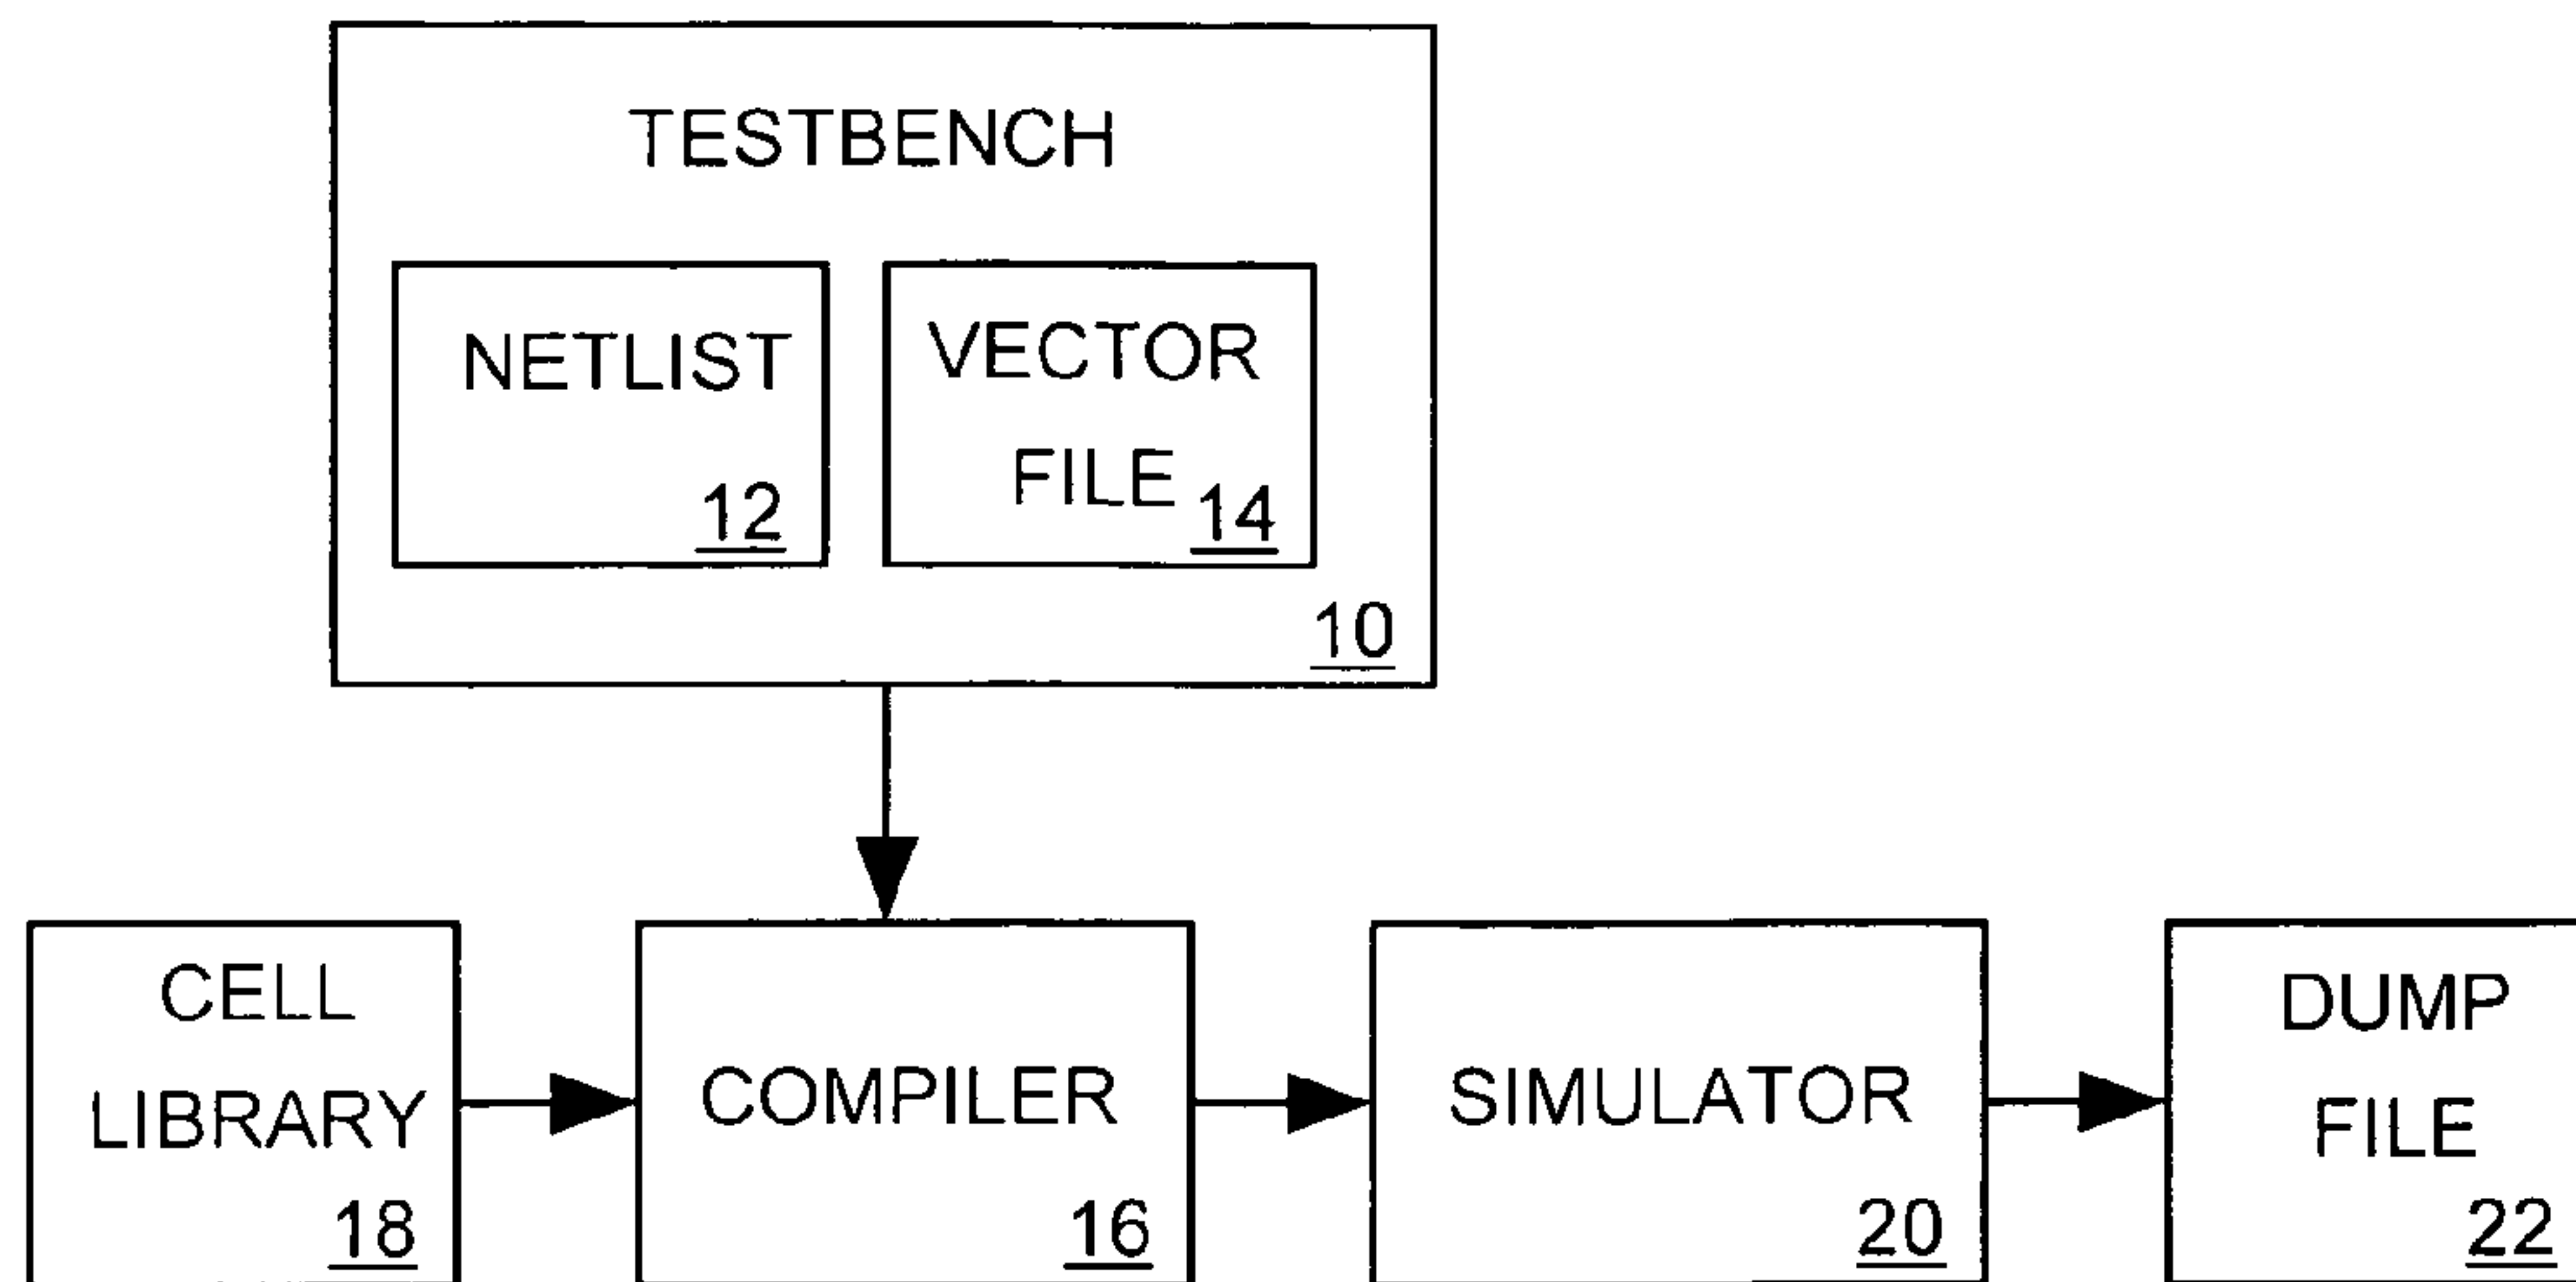 TESTBENCH
NETLIST
12
VECTOR
FILE 14
10
CELL
LIBRARY
18
COMPILER
16
SIMULATOR
20
DUMP
FILE
22